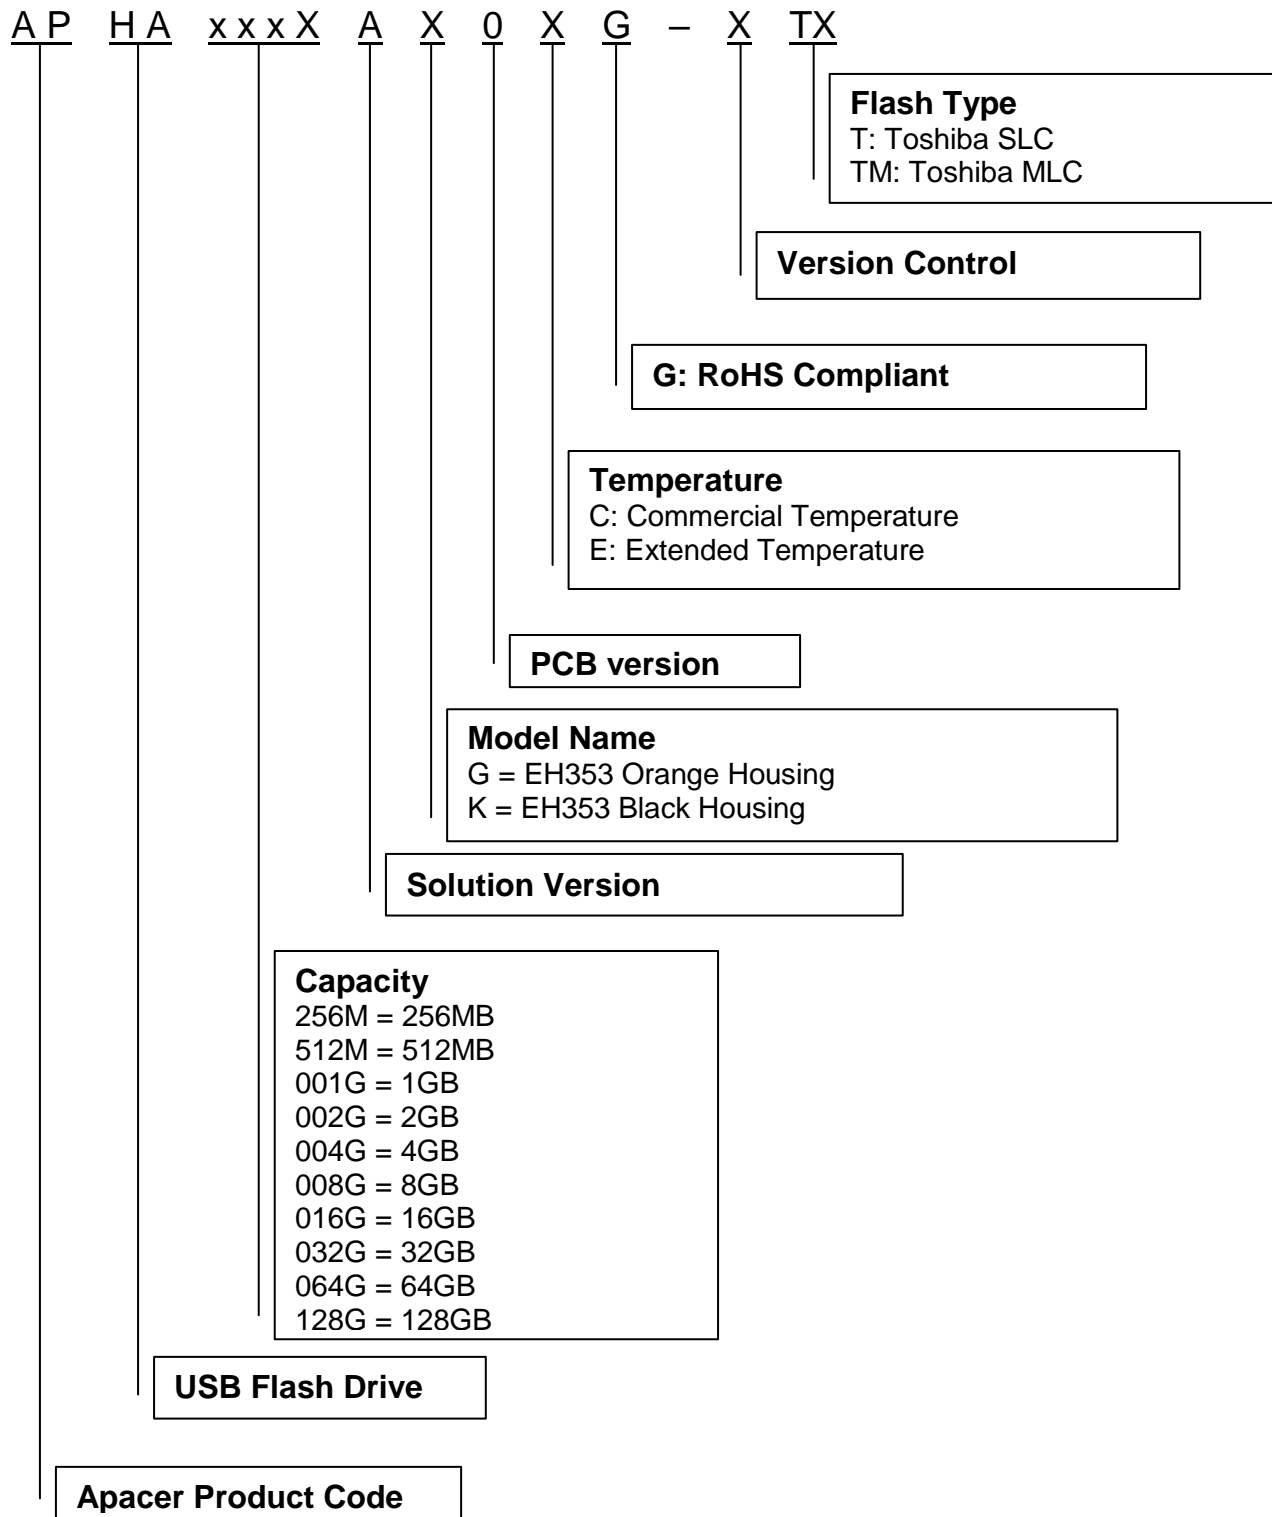 A P H A x x x X A X 0 X G – X TX
Flash Type
T: Toshiba SLC
TM: Toshiba MLC
Version Control
G: RoHS Compliant
Temperature
C: Commercial Temperature
E: Extended Temperature
PCB version
Model Name
G = EH353 Orange Housing
K = EH353 Black Housing
Solution Version
Capacity
256M = 256MB
512M = 512MB
001G = 1GB
002G = 2GB
004G = 4GB
008G = 8GB
016G = 16GB
032G = 32GB
064G = 64GB
128G = 128GB
USB Flash Drive
Apacer Product Code